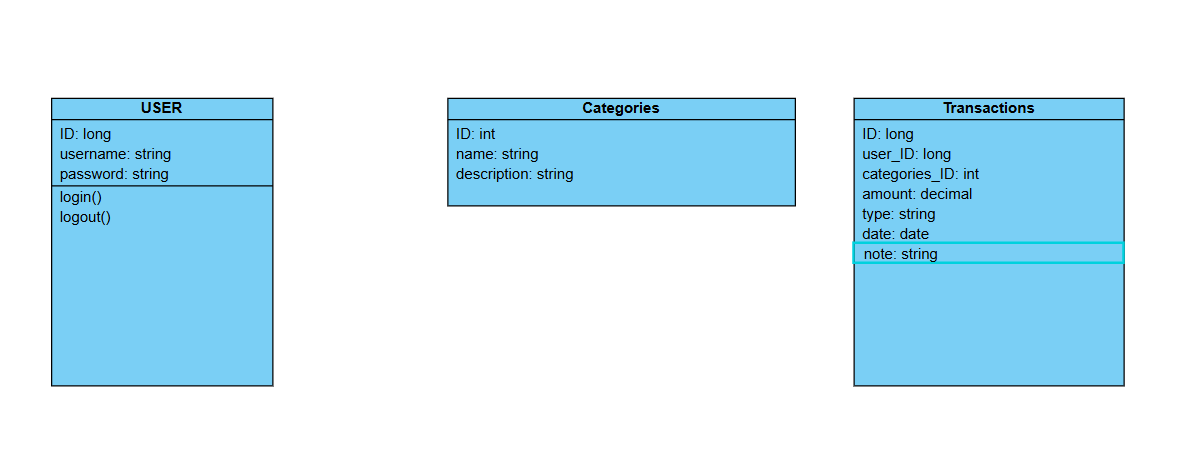 USER
ID: long
username: string
password: string
login()
logout()
Categories
ID: int
name: string
description: string
Transactions
ID: long
user_ID: long
categories_ID: int
amount: decimal
type: string
date: date
note: string